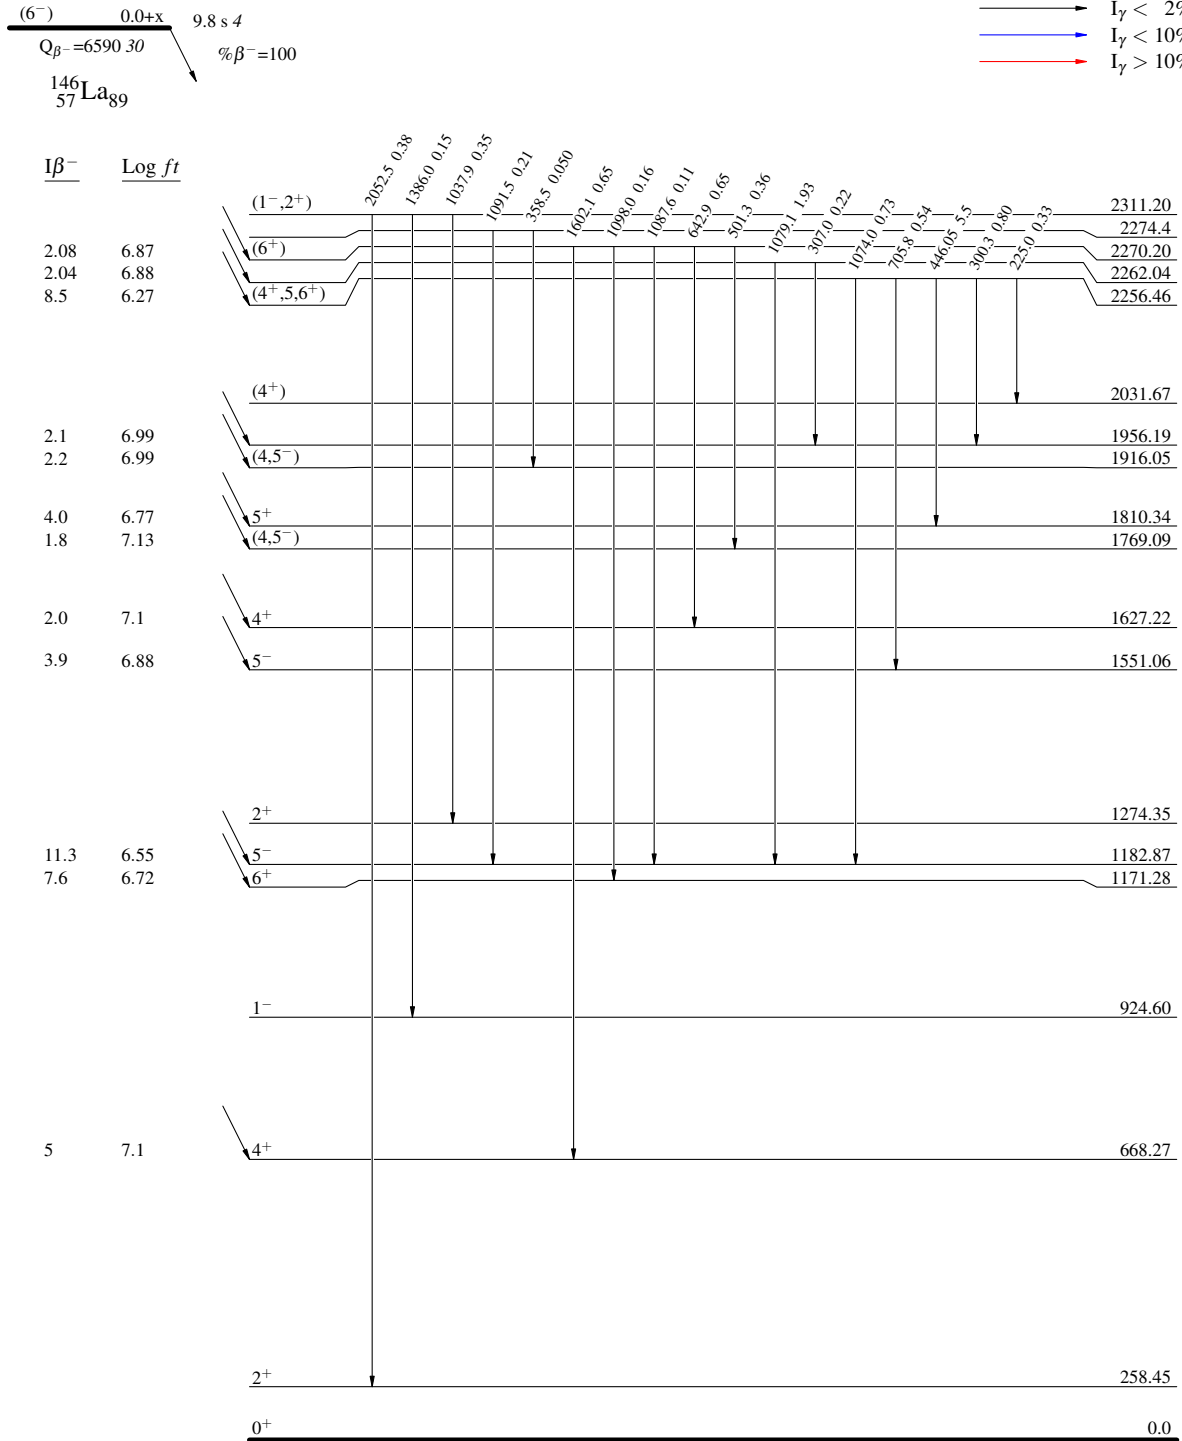 (6⁻) 0.0+x 9.8 s 4
Qβ−=6590 30
%β⁻=100
¹⁴⁶₅₇La₈₉
Iγ < 2%
Iγ < 10%
Iγ > 10%
Iβ⁻ Log ft
2052.5 0.38
1386.0 0.15
1037.9 0.35
1091.5 0.21
358.5 0.050
1602.1 0.65
1098.0 0.16
1087.6 0.11
642.9 0.65
501.3 0.36
1079.1 1.93
307.0 0.22
1074.0 0.73
705.8 0.54
446.05 5.5
300.3 0.80
225.0 0.33
(1⁻,2⁺) 2311.20
2274.4
2.08 6.87 (6⁺) 2270.20
2.04 6.88 2262.04
8.5 6.27 (4⁺,5,6⁺) 2256.46
(4⁺) 2031.67
2.1 6.99 1956.19
2.2 6.99 (4,5⁻) 1916.05
4.0 6.77 5⁺ 1810.34
1.8 7.13 (4,5⁻) 1769.09
2.0 7.1 4⁺ 1627.22
3.9 6.88 5⁻ 1551.06
2⁺ 1274.35
11.3 6.55 5⁻ 1182.87
7.6 6.72 6⁺ 1171.28
1⁻ 924.60
5 7.1 4⁺ 668.27
2⁺ 258.45
0⁺ 0.0